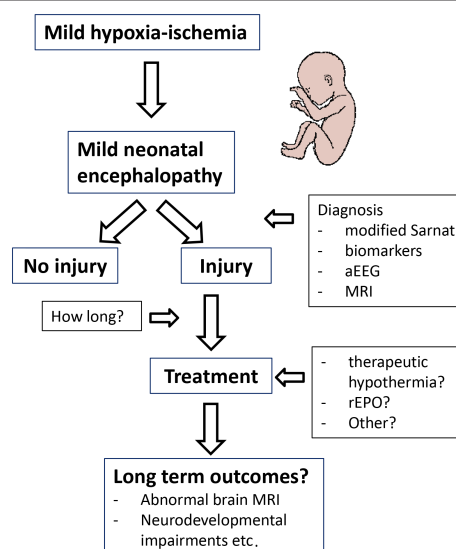 Mild hypoxia-ischemia
Mild neonatal
encephalopathy
Diagnosis
- modified Sarnat
- biomarkers
- aEEG
- MRI
No injury
Injury
How long?
Treatment
- therapeutic
hypothermia?
- rEPO?
- Other?
Long term outcomes?
- Abnormal brain MRI
- Neurodevelopmental
impairments etc.